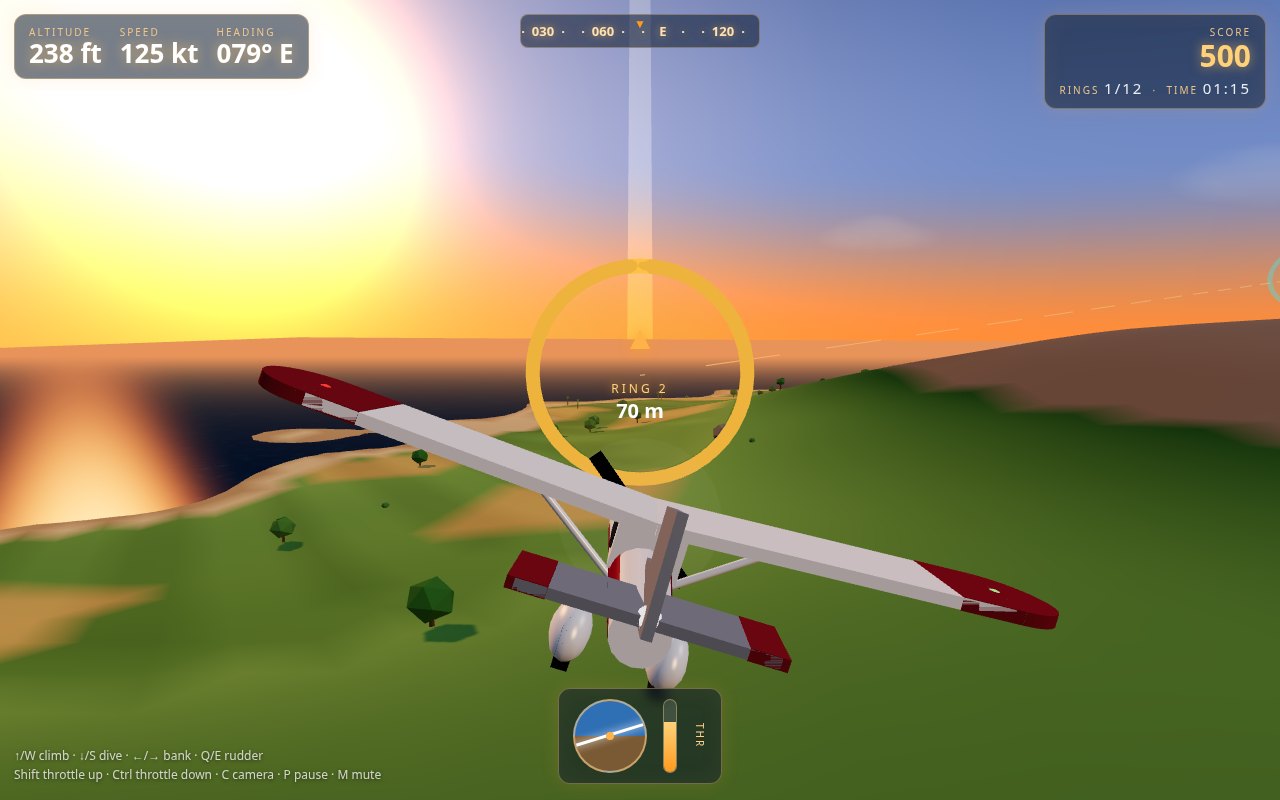 ALTITUDE SPEED HEADING
238 ft 125 kt 079° E
· 030 · · 060 · · E · · 120 ·
SCORE
500
RINGS 1/12 · TIME 01:15
RING 2
70 m
THR
↑/W climb · ↓/S dive · ←/→ bank · Q/E rudder
Shift throttle up · Ctrl throttle down · C camera · P pause · M mute